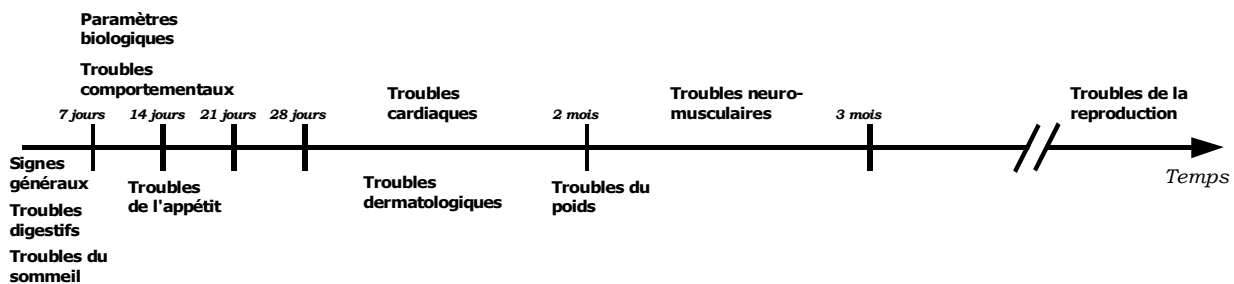 Paramètres
biologiques
Troubles
comportementaux
Troubles
cardiaques
Troubles neuro-
musculaires
Troubles de la
reproduction
7 jours 14 jours 21 jours 28 jours 2 mois 3 mois
Signes
généraux
Troubles
de l'appétit
Troubles
dermatologiques
Troubles du
poids
Temps
Troubles
digestifs
Troubles du
sommeil